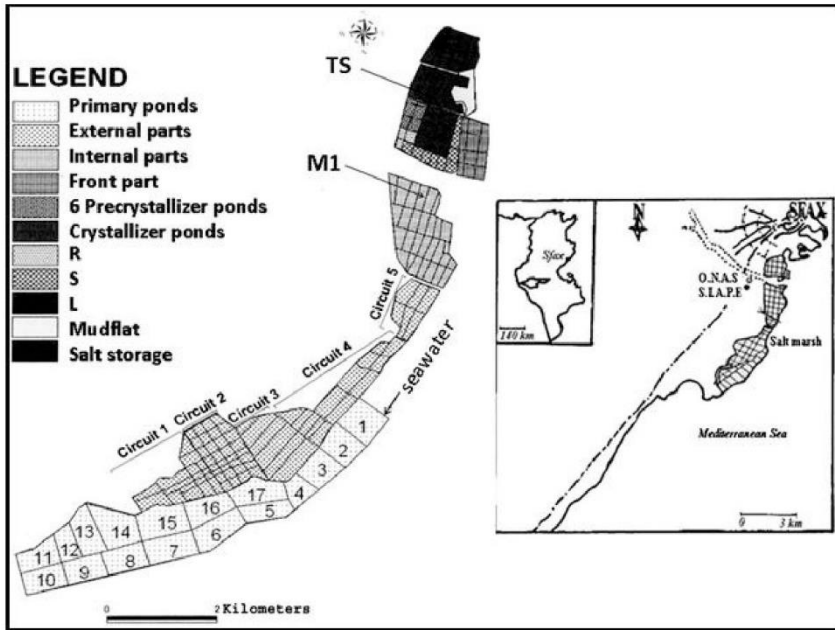 TS
LEGEND
Primary ponds
External parts
Internal parts
Front part
6 Precrystallizer ponds
Crystallizer ponds
R
S
L
Mudflat
Salt storage
M1
Circuit 5
Circuit 4
Circuit 3
Circuit 2
Circuit 1
seawater
1
2
3
4
5
17
16
6
15
7
14
8
13
12
9
11
10
0 2 Kilometers
N
SFAX
Sfax
O.N.A.S
S.I.A.P.E
140 km
Salt marsh
Mediterranean Sea
0 3 km